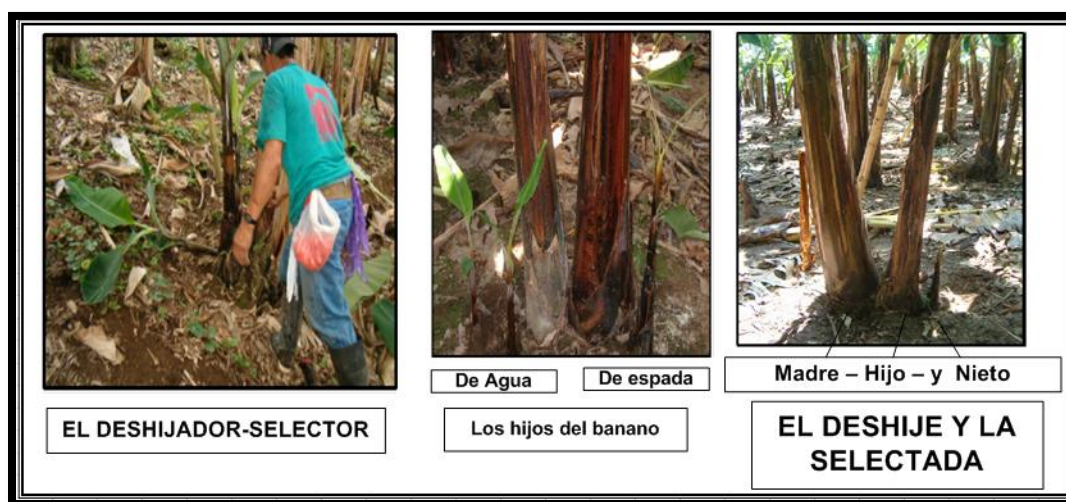 De Agua
De espada
Madre – Hijo – y Nieto
EL DESHIJADOR-SELECTOR
Los hijos del banano
EL DESHIJE Y LA
SELECTADA